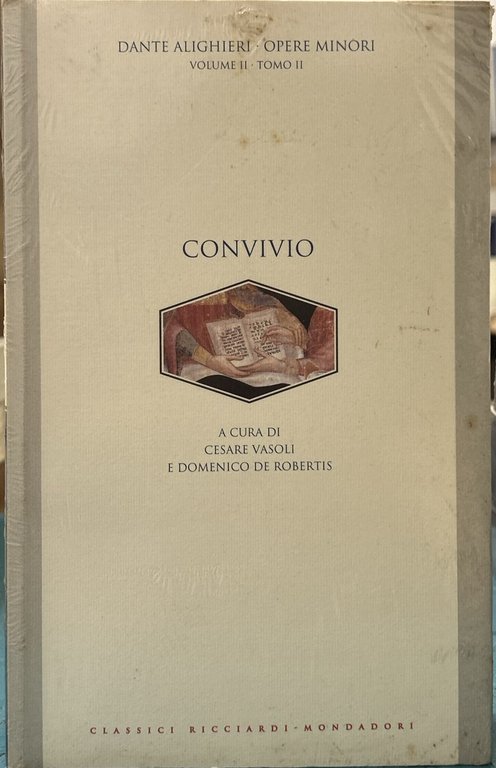 DANTE ALIGHIERI · OPERE MINORI
VOLUME II · TOMO II
CONVIVIO
A CURA DI
CESARE VASOLI
E DOMENICO DE ROBERTIS
CLASSICI RICCIARDI-MONDADORI